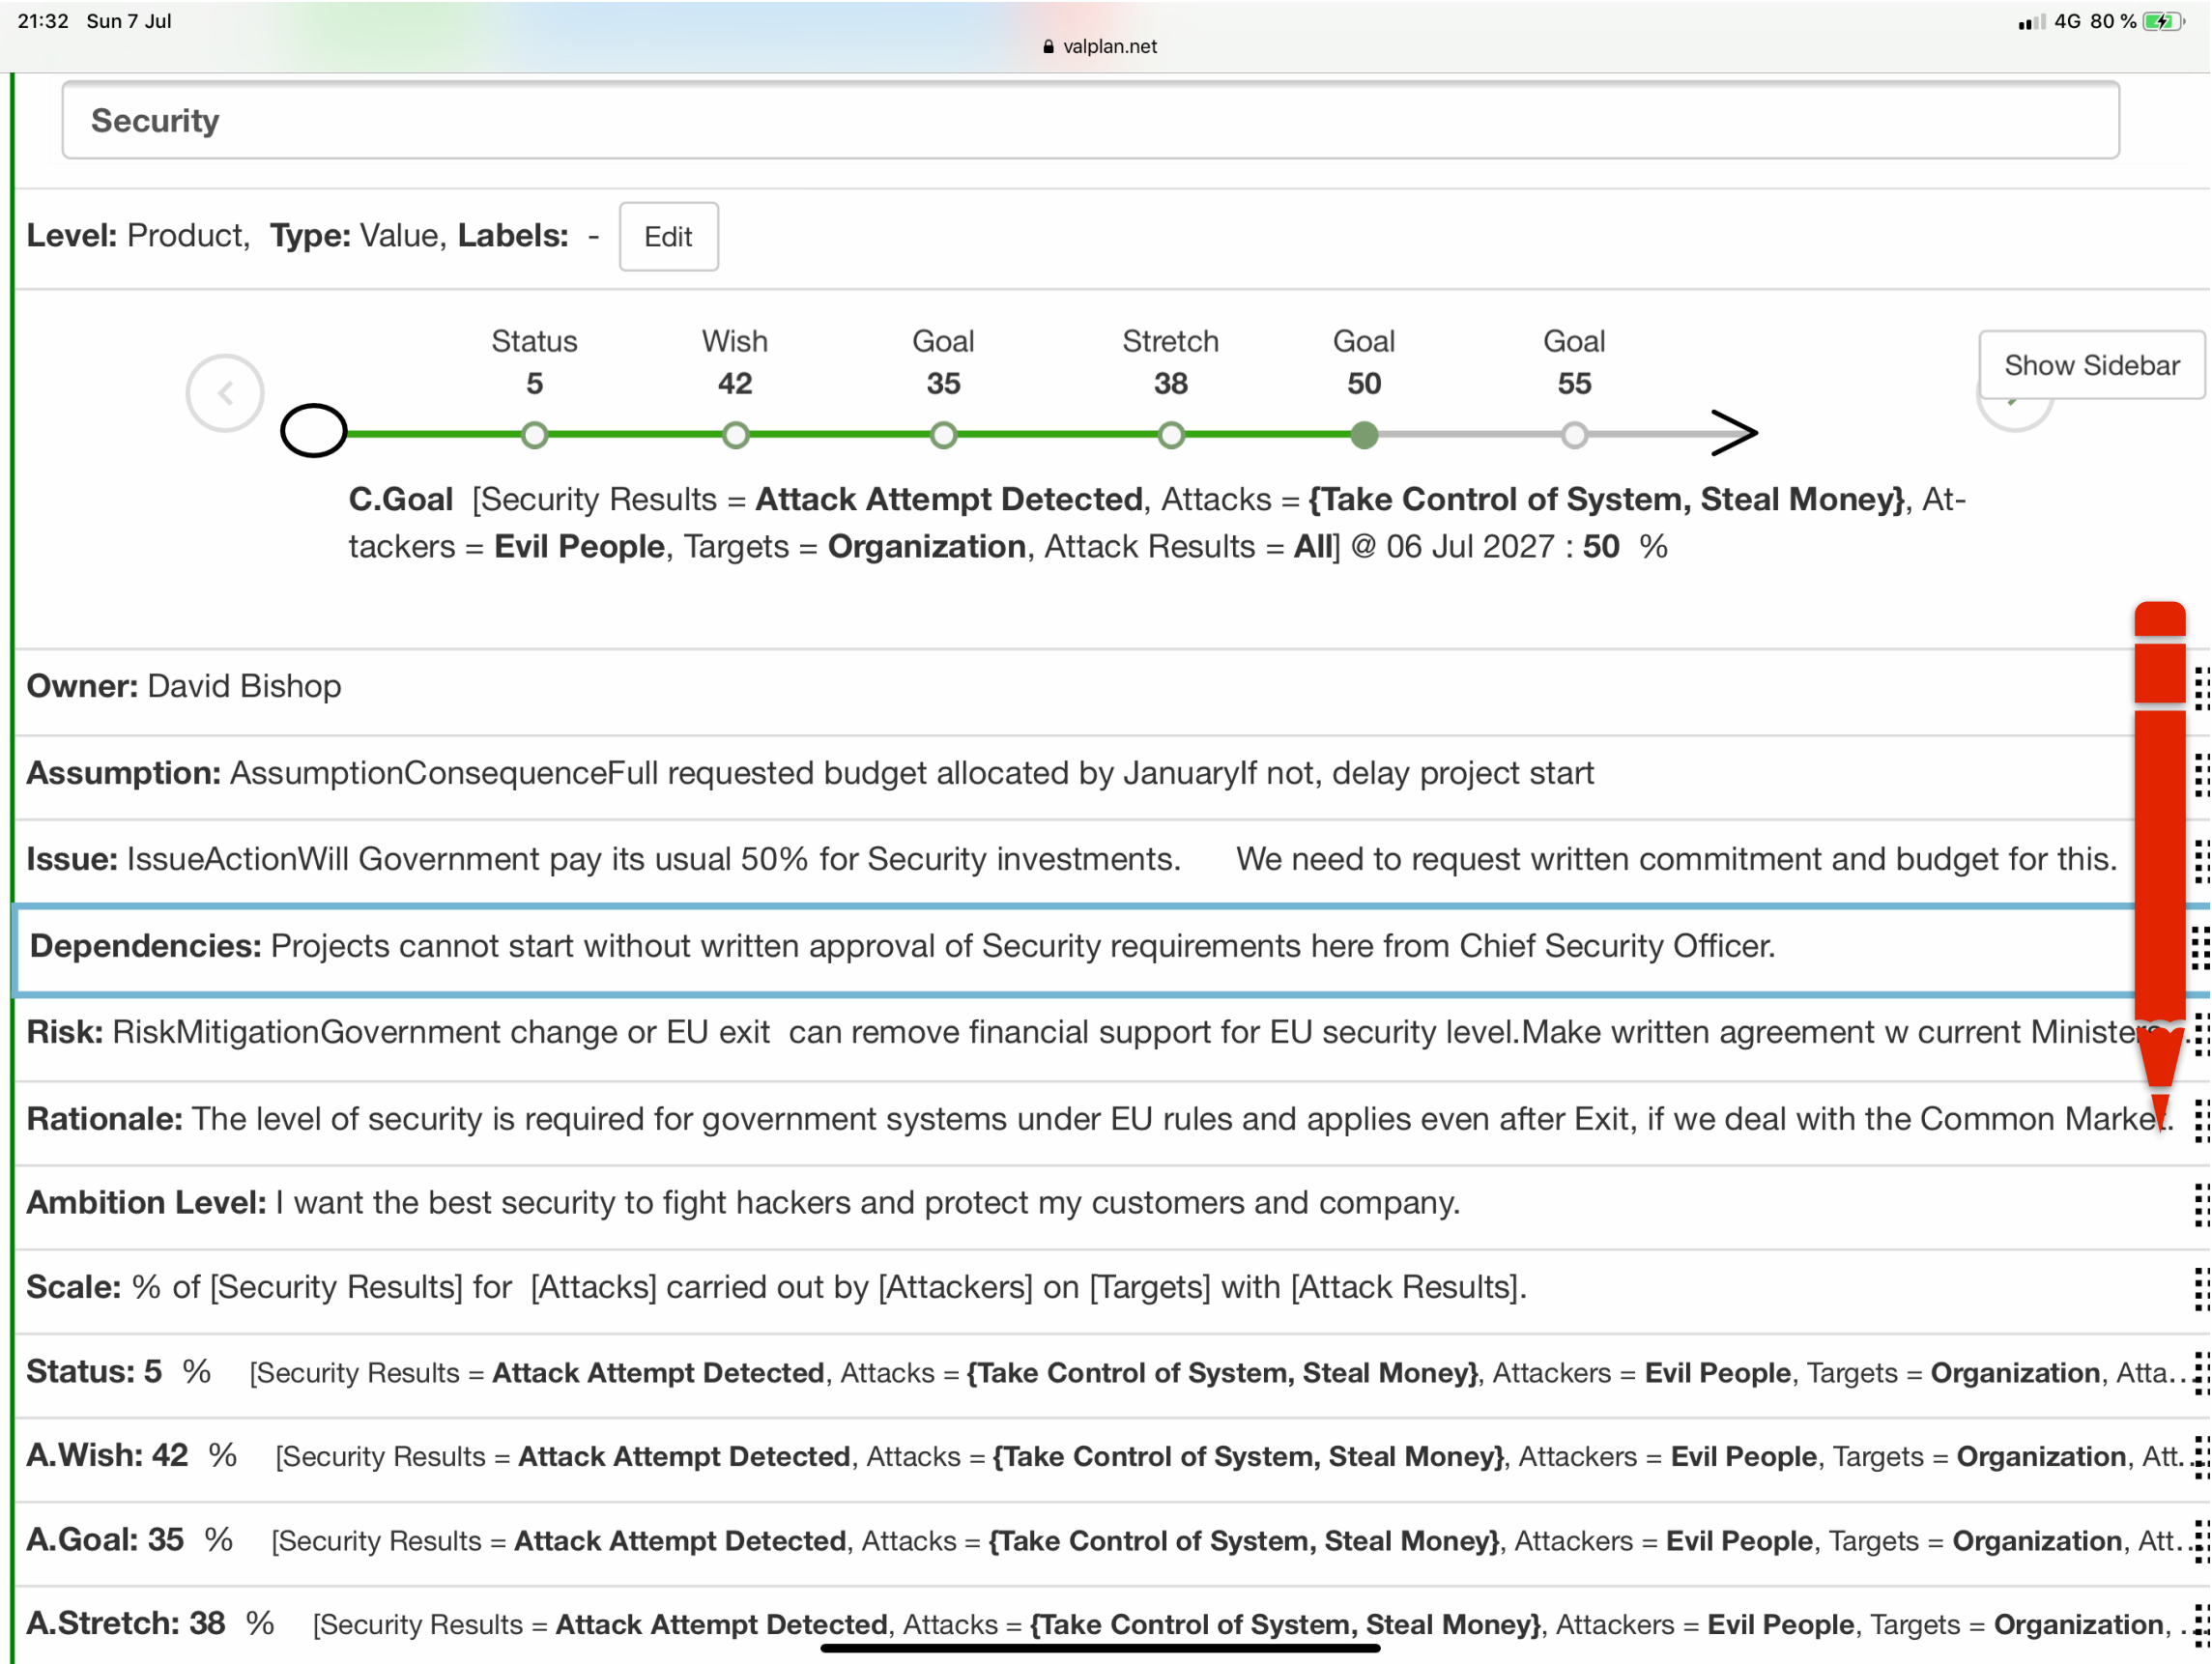 21:32 Sun 7 Jul
4G 80 %
valplan.net
Security
Level: Product, Type: Value, Labels: - Edit
Status Wish Goal Stretch Goal Goal
5 42 35 38 50 55
Show Sidebar
C.Goal [Security Results = Attack Attempt Detected, Attacks = {Take Control of System, Steal Money}, At-
tackers = Evil People, Targets = Organization, Attack Results = All] @ 06 Jul 2027 : 50 %
Owner: David Bishop
Assumption: AssumptionConsequenceFull requested budget allocated by JanuaryIf not, delay project start
Issue: IssueActionWill Government pay its usual 50% for Security investments. We need to request written commitment and budget for this.
Dependencies: Projects cannot start without written approval of Security requirements here from Chief Security Officer.
Risk: RiskMitigationGovernment change or EU exit can remove financial support for EU security level.Make written agreement w current
Rationale: The level of security is required for government systems under EU rules and applies even after Exit, if we deal with the Common Market.
Ambition Level: I want the best security to fight hackers and protect my customers and company.
Scale: % of [Security Results] for [Attacks] carried out by [Attackers] on [Targets] with [Attack Results].
Status: 5 % [Security Results = Attack Attempt Detected, Attacks = {Take Control of System, Steal Money}, Attackers = Evil People, Targets = Organization, Atta...
A.Wish: 42 % [Security Results = Attack Attempt Detected, Attacks = {Take Control of System, Steal Money}, Attackers = Evil People, Targets = Organization, Att...
A.Goal: 35 % [Security Results = Attack Attempt Detected, Attacks = {Take Control of System, Steal Money}, Attackers = Evil People, Targets = Organization, Att...
A.Stretch: 38 % [Security Results = Attack Attempt Detected, Attacks = {Take Control of System, Steal Money}, Attackers = Evil People, Targets = Organization, ...